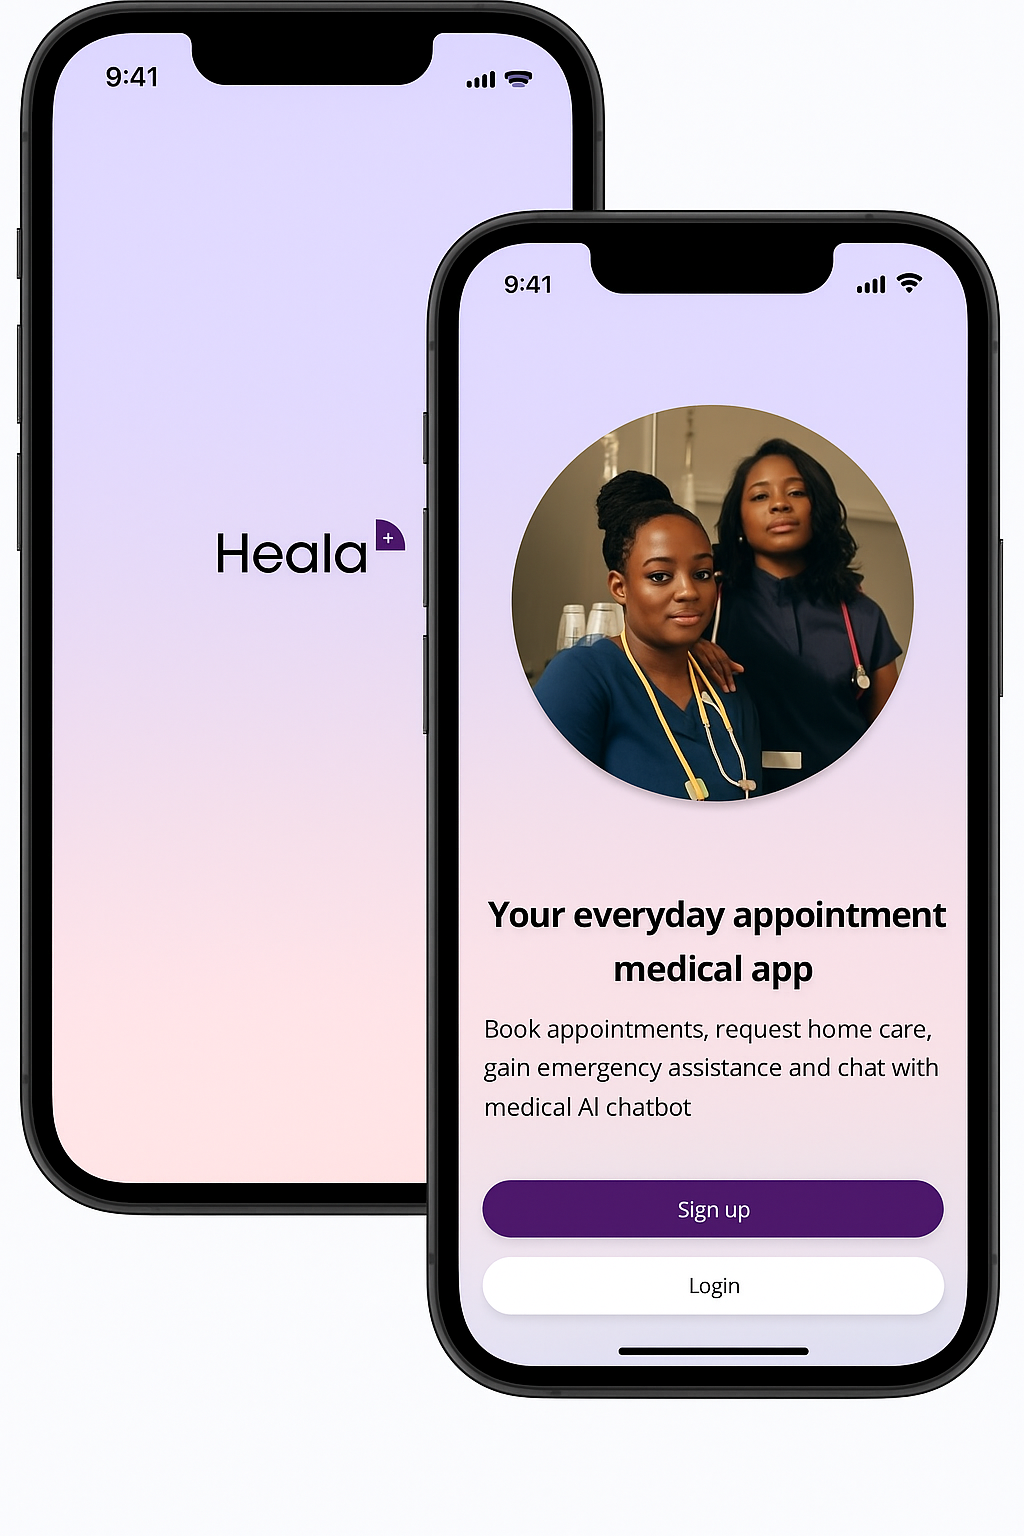 9:41
Heala
+
9:41
Your everyday appointment
medical app
Book appointments, request home care,
gain emergency assistance and chat with
medical AI chatbot
Sign up
Login